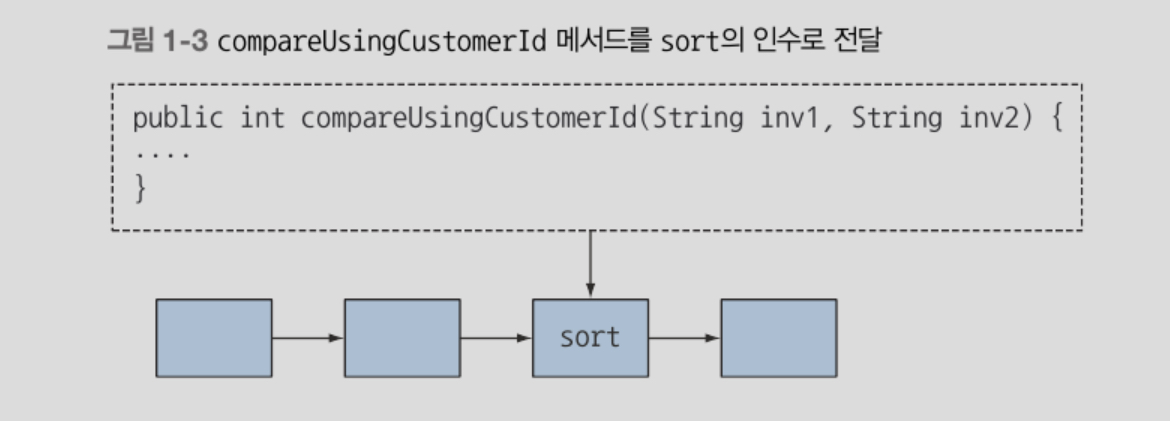 그림 1-3 compareUsingCustomerId 메서드를 sort의 인수로 전달
public int compareUsingCustomerId(String inv1, String inv2) {
....
}
sort